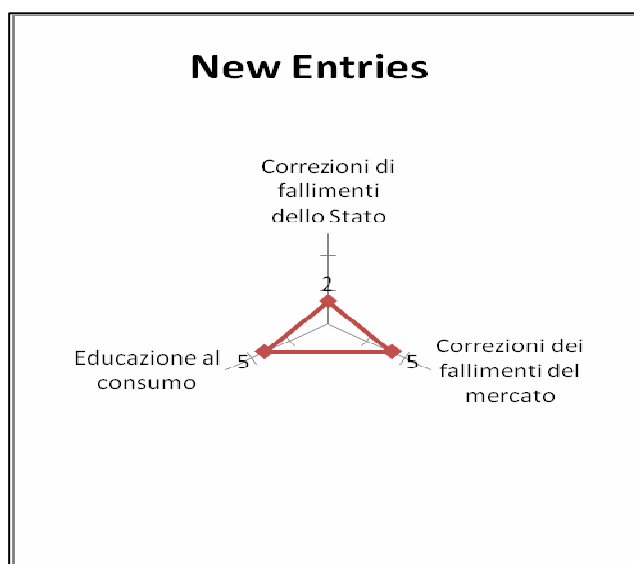 New Entries
Correzioni di
fallimenti
dello Stato
2
Educazione al
consumo
5
5
Correzioni dei
fallimenti del
mercato